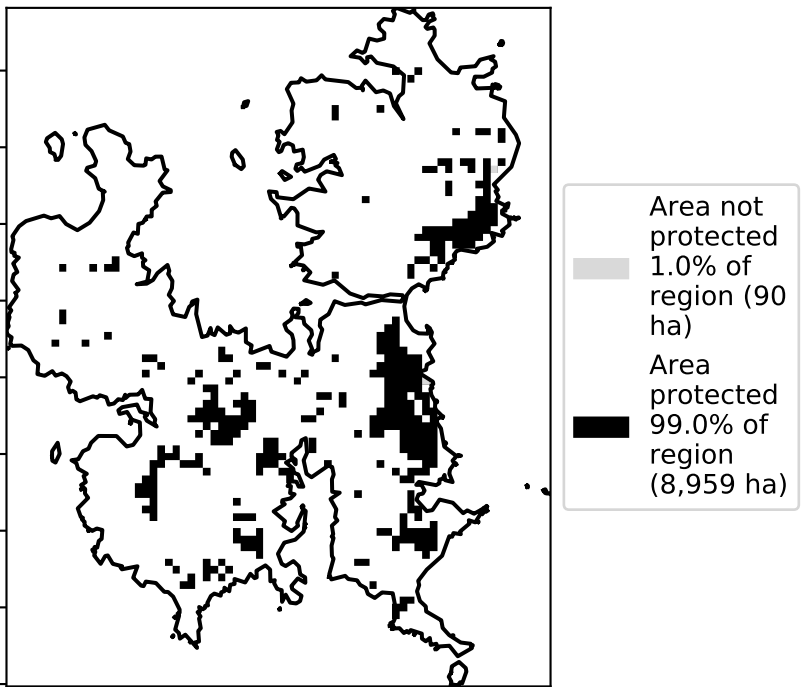 Area not
protected
1.0% of
region (90
ha)
Area
protected
99.0% of
region
(8,959 ha)